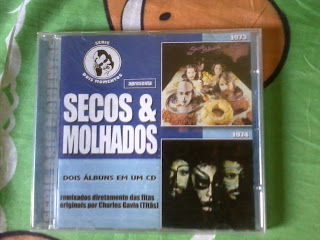 SERIE
DOIS MOMENTOS
apresenta
1973
SECOS &
MOLHADOS
1974
DOIS ÁLBUNS EM UM CD
remixados diretamente das fitas
originais por Charles Gavin (Titãs)